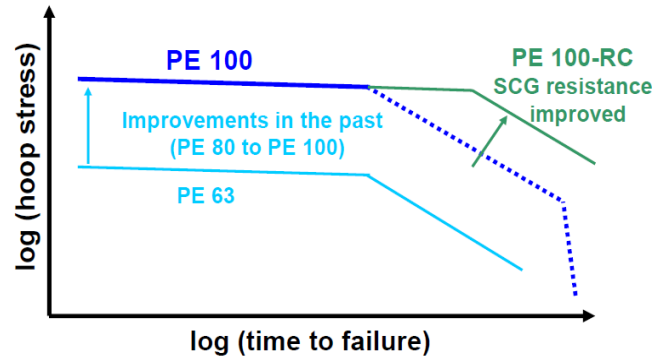 PE 100
PE 100-RC
SCG resistance
improved
Improvements in the past
(PE 80 to PE 100)
PE 63
log (hoop stress)
log (time to failure)